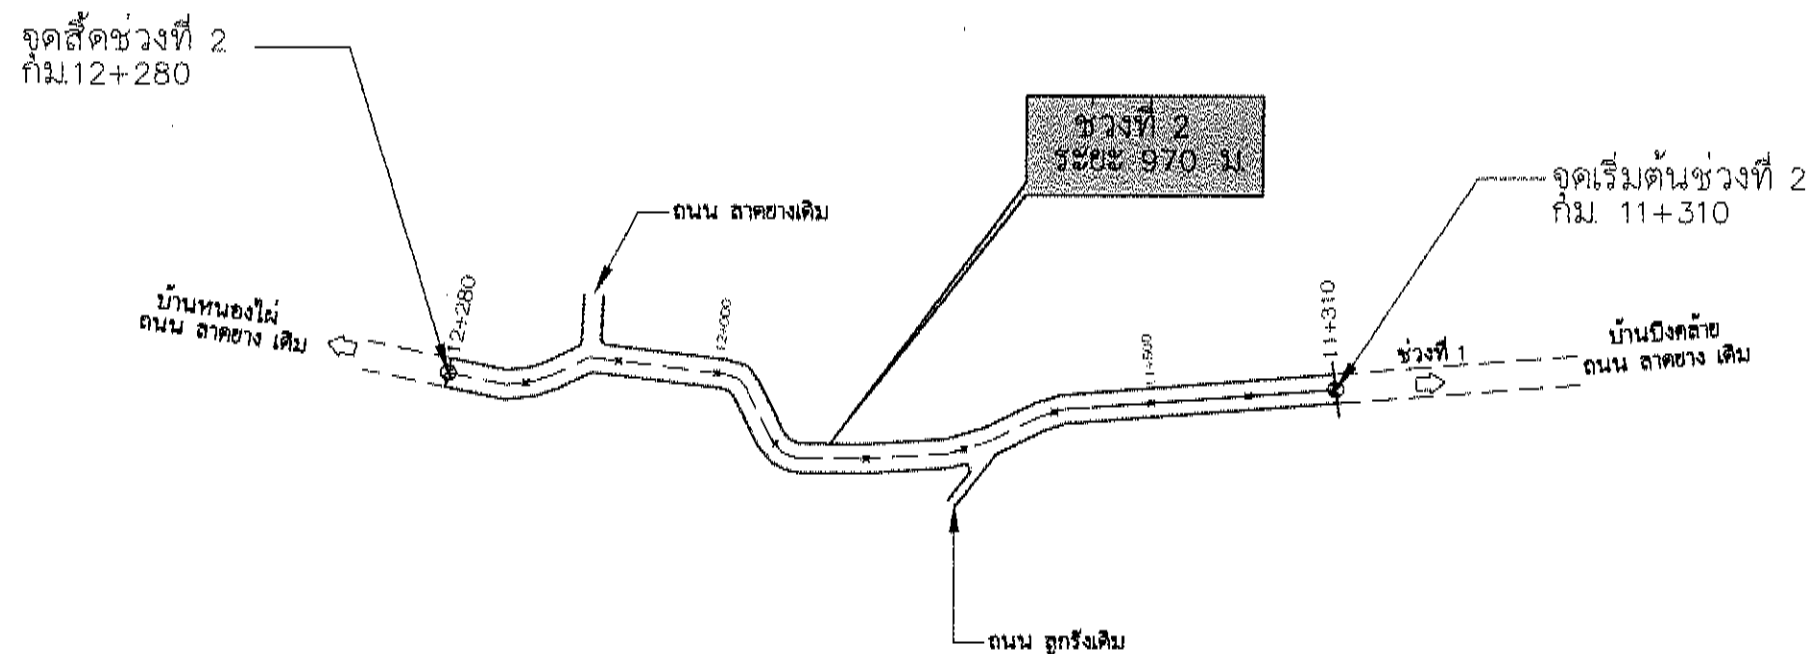 จุดสิ้ดช่วงที่ 2
กม.12+280
ช่วงที่ 2
ระยะ 970 ม.
จุดเริ่มต้นช่วงที่ 2
กม. 11+310
ถนน ลาดยางเดิม
บ้านหนองไผ่
ถนน ลาดยาง เดิม
12+280
12+000
11+500
11+310
ช่วงที่ 1
บ้านบึงคล้าย
ถนน ลาดยาง เดิม
ถนน ลูกรังเดิม